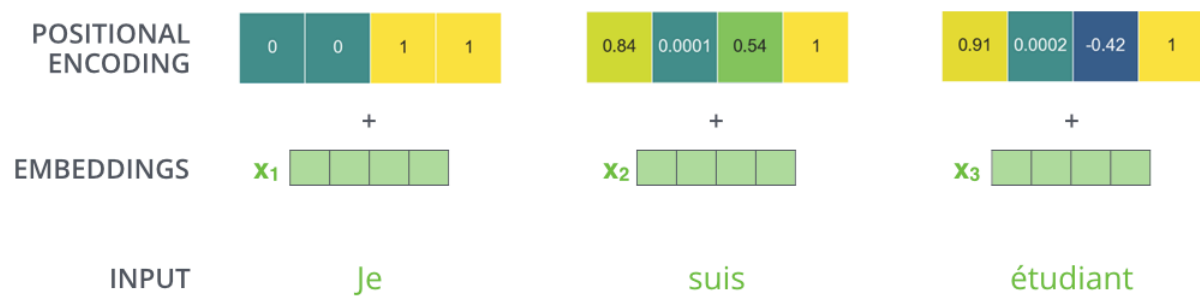 POSITIONAL
ENCODING
0 0 1 1
0.84 0.0001 0.54 1
0.91 0.0002 -0.42 1
+ + +
EMBEDDINGS
x1 x2 x3
INPUT
Je suis étudiant